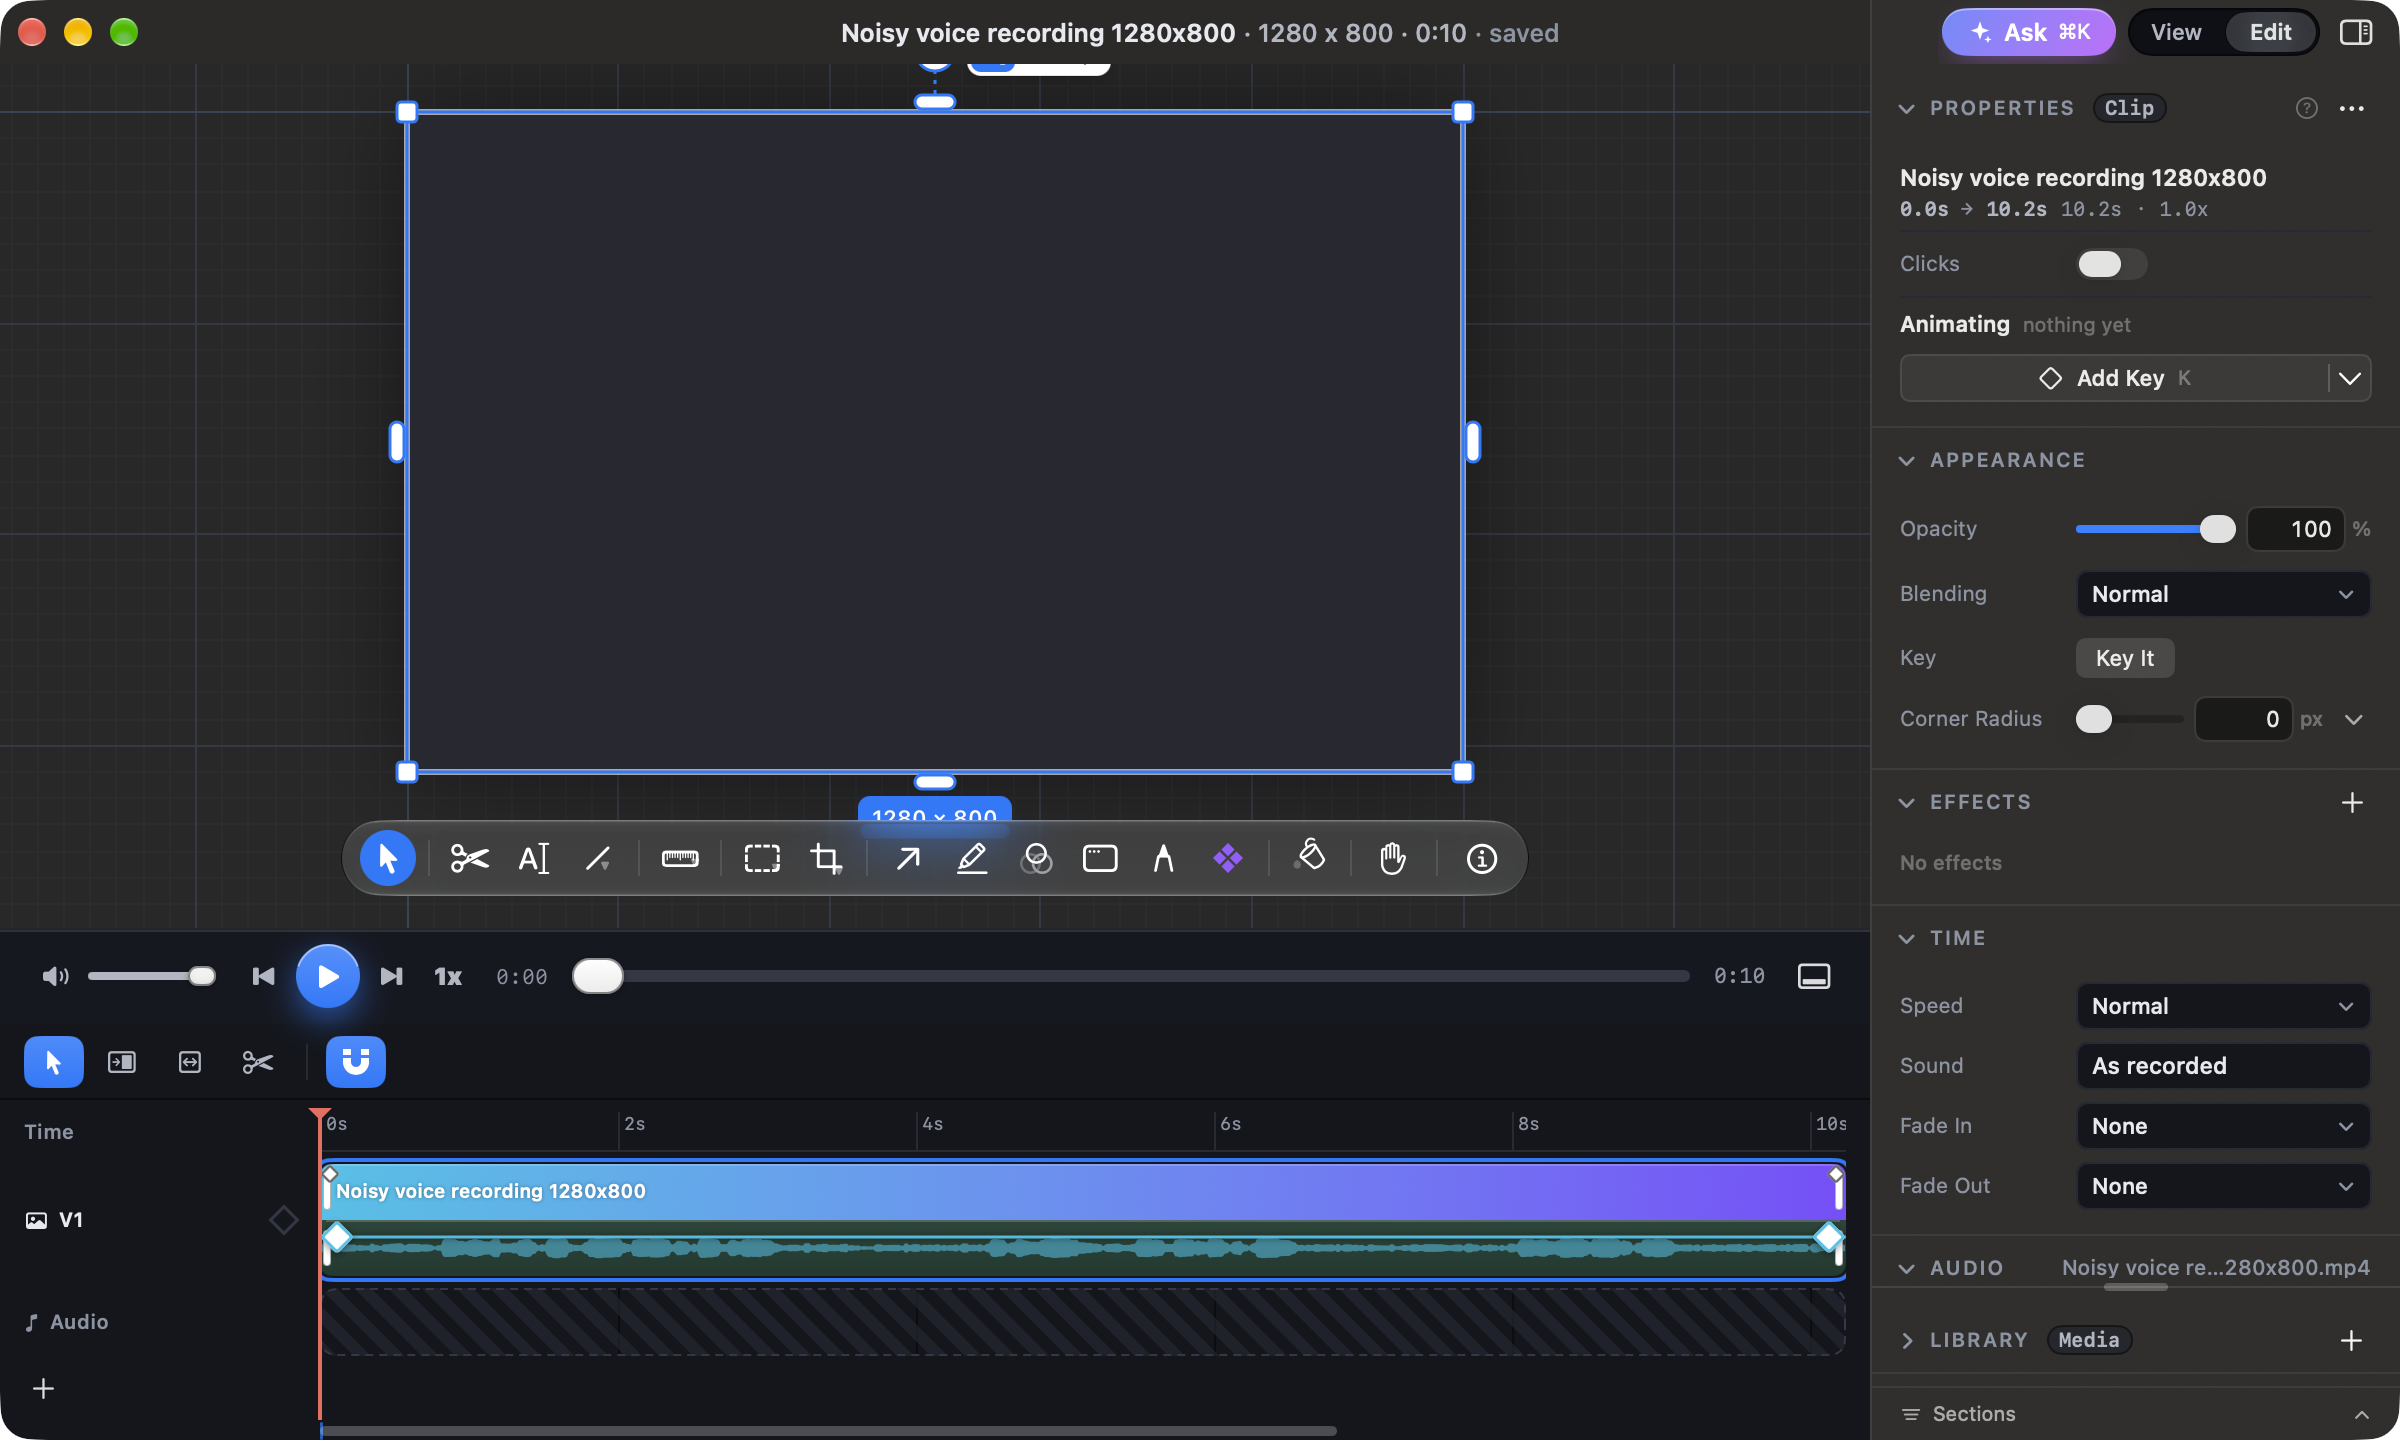 Noisy voice recording 1280x800 · 1280 x 800 · 0:10 · saved
Ask ⌘K
View
Edit
PROPERTIES Clip
Noisy voice recording 1280x800
0.0s → 10.2s 10.2s · 1.0x
Clicks
Animating nothing yet
Add Key K
APPEARANCE
Opacity 100 %
Blending Normal
Key Key It
Corner Radius 0 px
EFFECTS
No effects
TIME
Speed Normal
Sound As recorded
Fade In None
Fade Out None
AUDIO Noisy voice re...280x800.mp4
LIBRARY Media
Sections
1280 × 800
1x 0:00 0:10
Time 0s 2s 4s 6s 8s 10s
Noisy voice recording 1280x800
V1
Audio